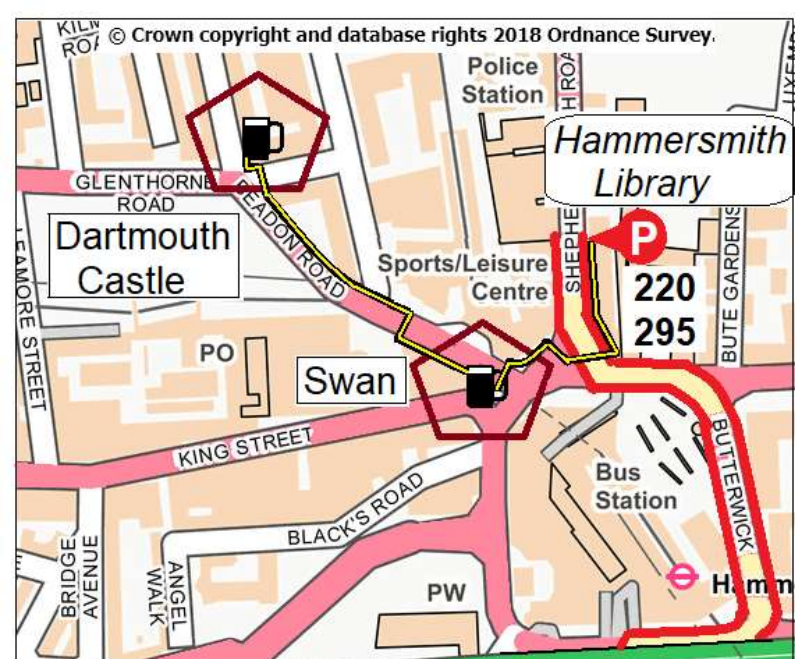 © Crown copyright and database rights 2018 Ordnance Survey.
Police
Station
Hammersmith
Library
GLENTHORNE
ROAD
BEADON ROAD
Dartmouth
Castle
Sports/Leisure
Centre
P
220
295
BUTE GARDENS
LEAMORE STREET
PO
Swan
KING STREET
BLACK'S ROAD
Bus
Station
BUTTERWICK
BRIDGE
AVENUE
ANGEL
WALK
PW